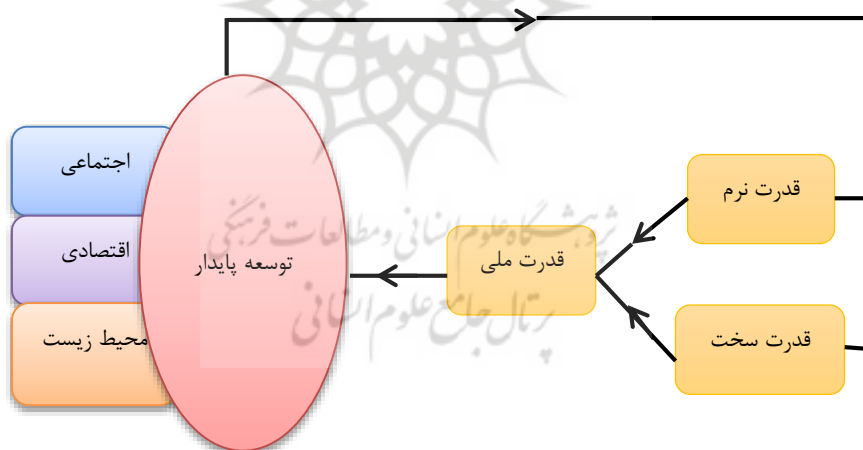 اجتماعی
قدرت نرم
پژوهشگاه علوم انسانی و مطالعات فرهنگی
اقتصادی
توسعه پایدار
قدرت ملی
پرتال جامع علوم انسانی
محیط زیست
قدرت سخت